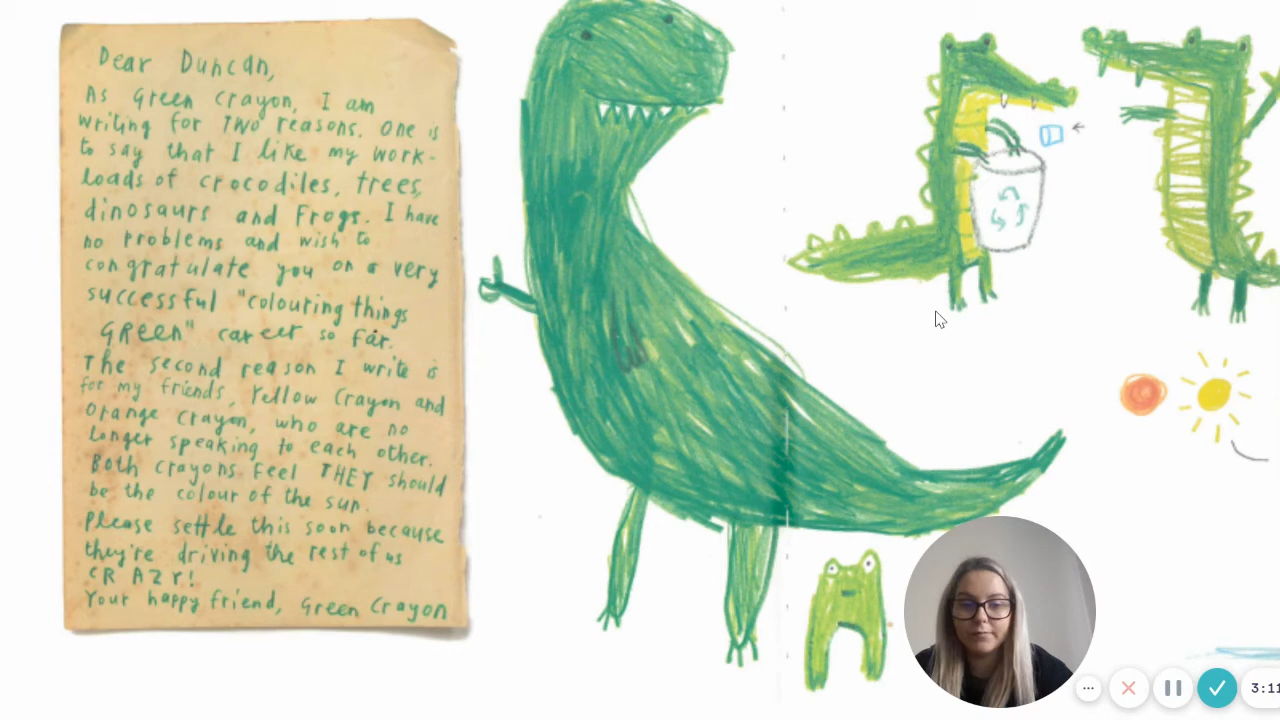 Dear Duncan,
As Green Crayon, I am
writing for TWO reasons. One is
to say that I like my work-
loads of crocodiles, trees,
dinosaurs and Frogs. I have
no problems and wish to
congratulate you on a very
successful "colouring things
GREEN" career so far.
The second reason I write is
for my friends, Yellow Crayon and
Orange Crayon, who are no
longer speaking to each other.
Both crayons feel THEY should
be the colour of the sun.
Please settle this soon because
they're driving the rest of us
CRAZY!
Your happy friend, Green Crayon
3:11